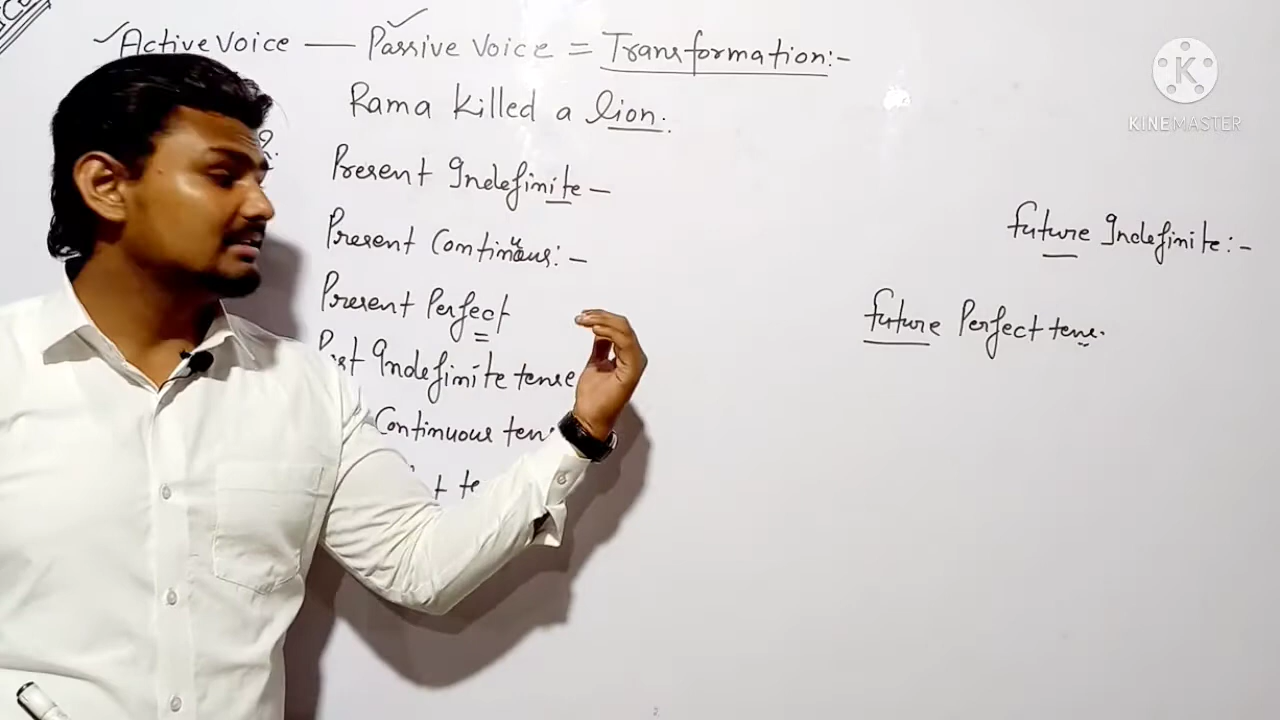 ✓Active Voice — Passive Voice = Transformation:-
Rama Killed a lion.
Present Indefinite —
Present Continuous:-
Present Perfect
Past Indefinite tense
Continuous ten
te
future Indefinite:-
future Perfect tens.
KINEMASTER